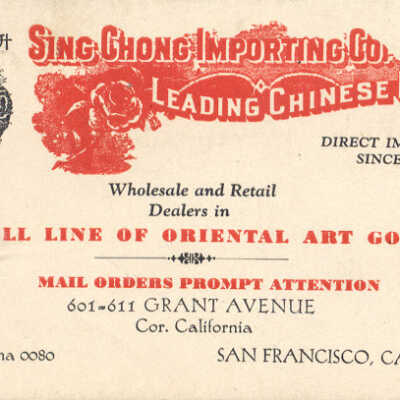 升
SING CHONG IMPORTING CO.
LEADING CHINESE
DIRECT IM
SINCE
Wholesale and Retail
Dealers in
LL LINE OF ORIENTAL ART GO
MAIL ORDERS PROMPT ATTENTION
601-611 GRANT AVENUE
Cor. California
na 0080
SAN FRANCISCO, CA